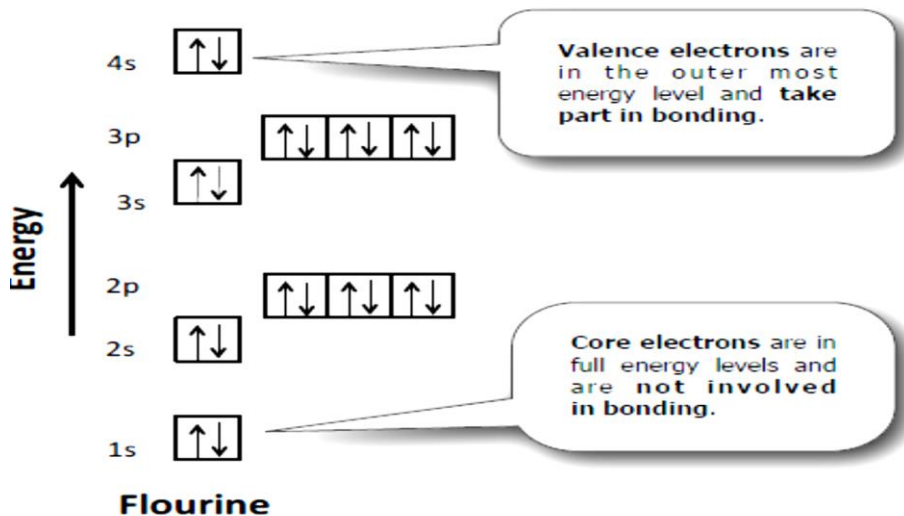 4s
Valence electrons are
in the outer most
energy level and take
part in bonding.
3p
3s
Energy
2p
2s
Core electrons are in
full energy levels and
are not involved
in bonding.
1s
Flourine